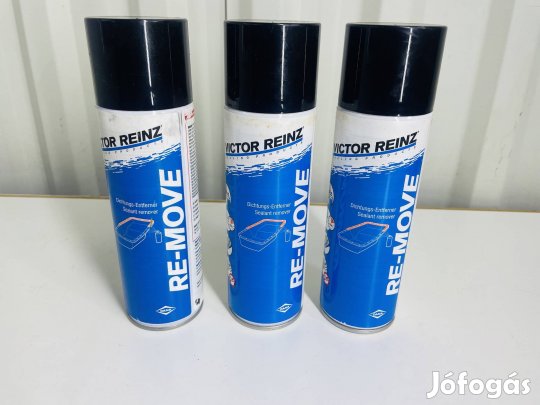 TOR REINZ
Dichtungs-Entferner
Sealant remover
RE-MOVE
VICTOR REINZ
Dichtungs-Entferner
Sealant remover
RE-MOVE
VICTOR REINZ
Dichtungs-Entferner
Sealant remover
RE-MOVE
Jófogás